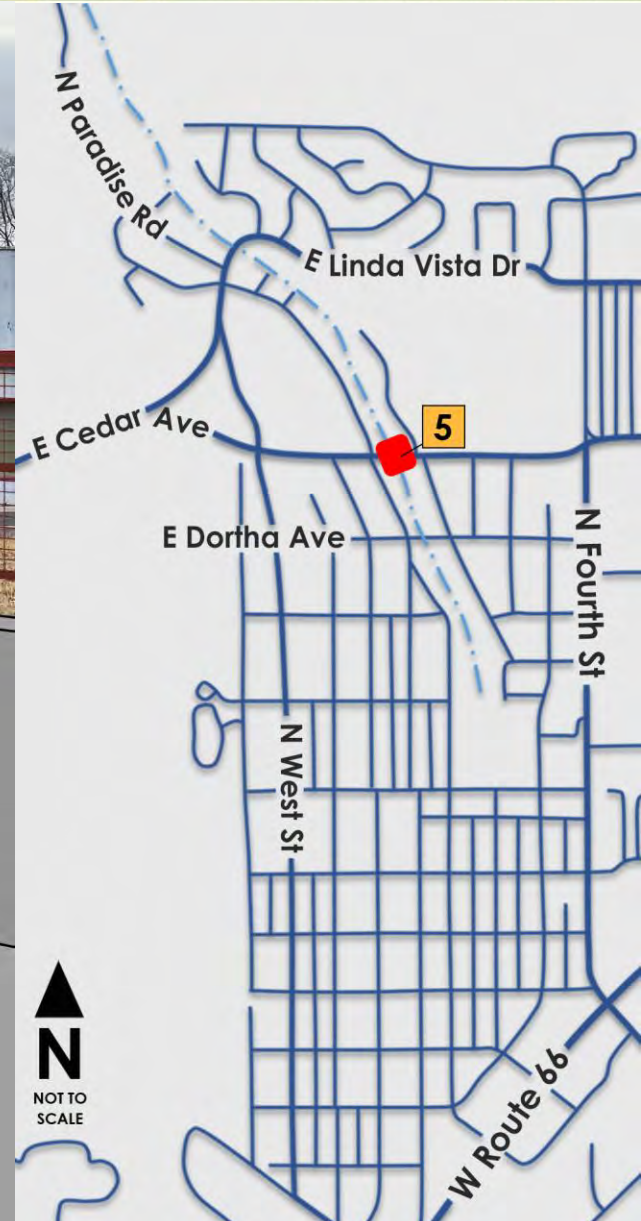 N Paradise Rd
E Linda Vista Dr
E Cedar Ave
5
E Dortha Ave
N Fourth St
N West St
N
NOT TO
SCALE
W Route 66